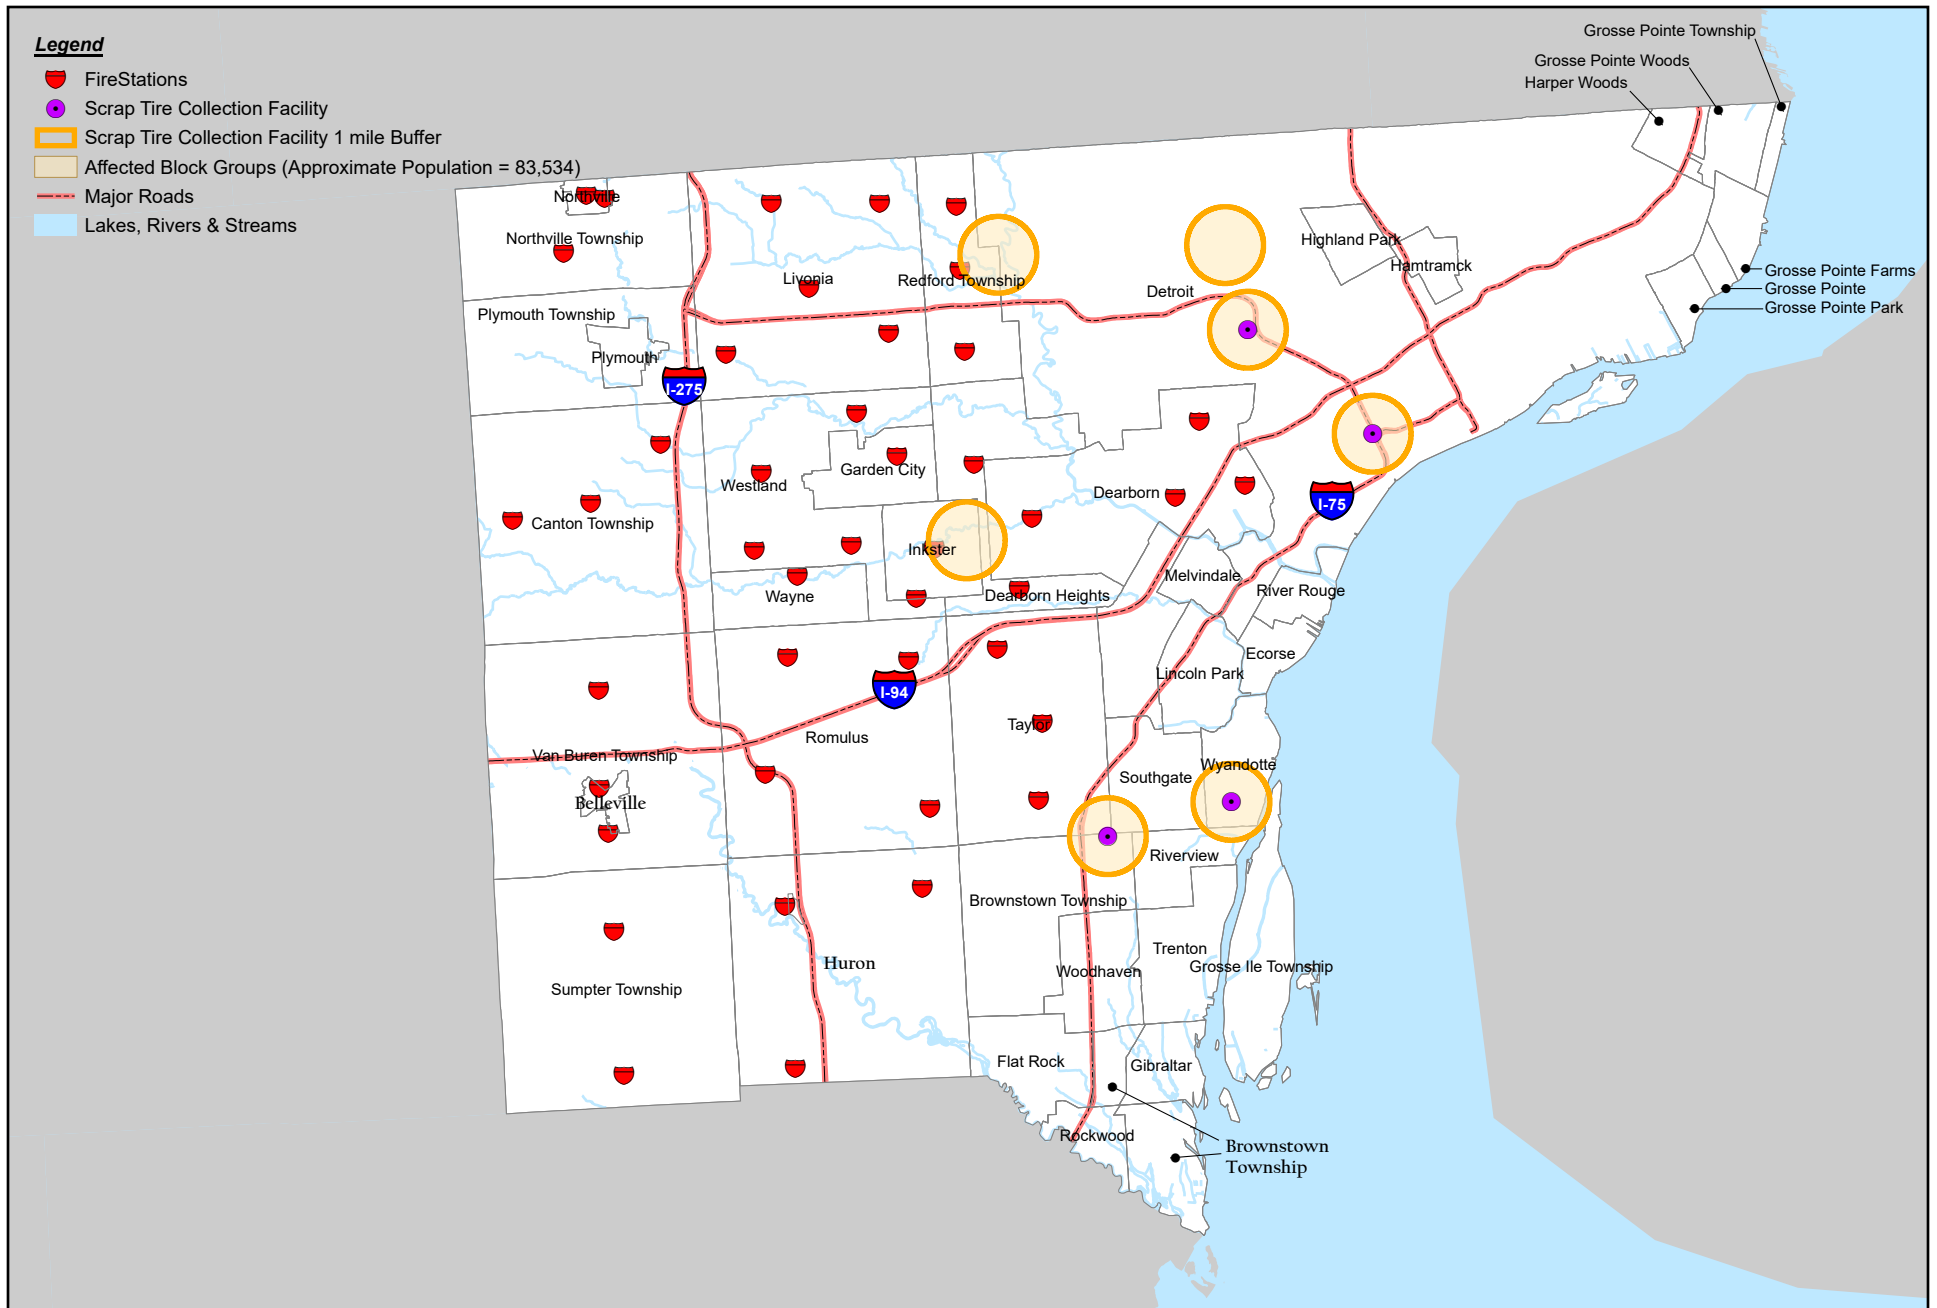 Legend
FireStations
Scrap Tire Collection Facility
Scrap Tire Collection Facility 1 mile Buffer
Affected Block Groups (Approximate Population = 83,534)
Major Roads
Lakes, Rivers & Streams
Grosse Pointe Township
Grosse Pointe Woods
Harper Woods
Northville
Northville Township
Livonia
Redford Township
Highland Park
Hamtramck
Detroit
Grosse Pointe Farms
Grosse Pointe
Grosse Pointe Park
Plymouth Township
Plymouth
I-275
Garden City
Westland
Dearborn
I-75
Canton Township
Inkster
Melvindale
River Rouge
Wayne
Dearborn Heights
Ecorse
Lincoln Park
I-94
Taylor
Romulus
Van Buren Township
Wyandotte
Southgate
Belleville
Riverview
Brownstown Township
Trenton
Huron
Woodhaven
Grosse Ile Township
Sumpter Township
Flat Rock
Gibraltar
Rockwood
Brownstown
Township